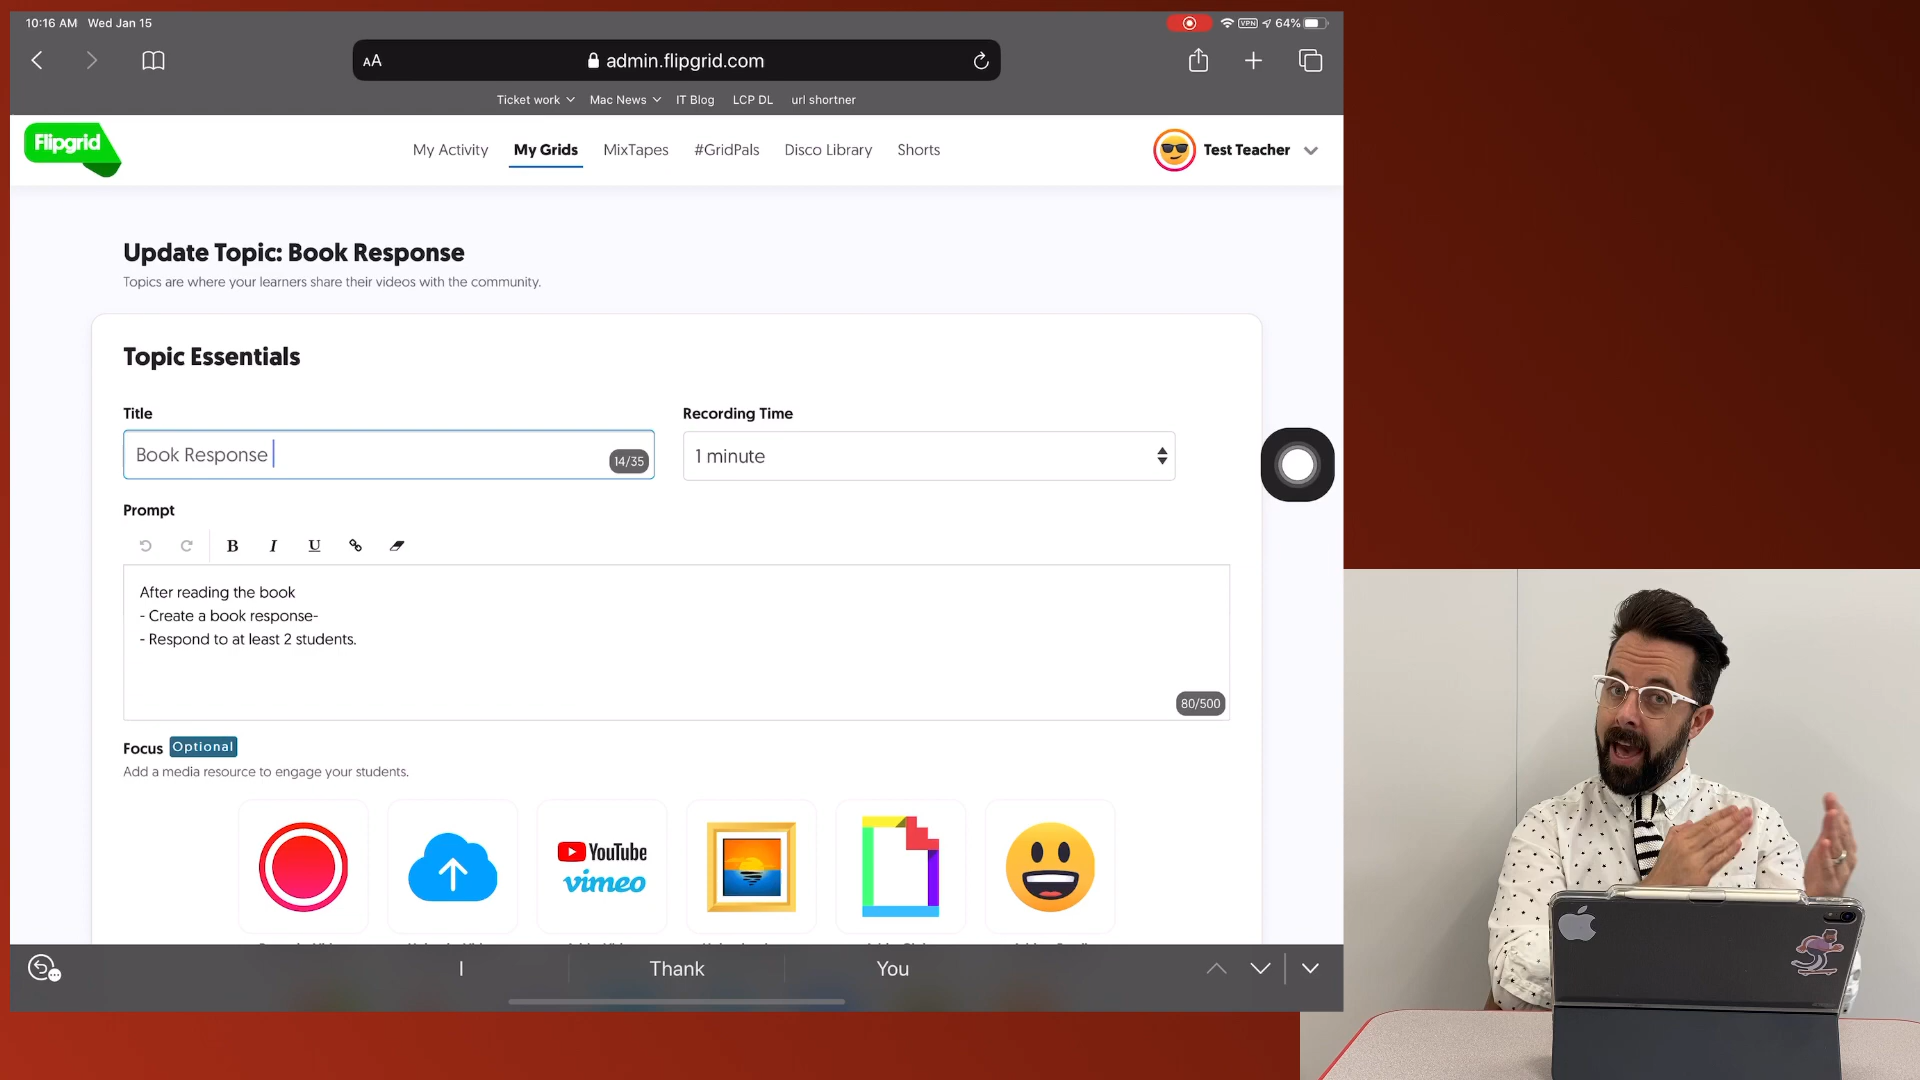 10:16 AM Wed Jan 15
VPN 64%
AA admin.flipgrid.com
Ticket work Mac News IT Blog LCP DL url shortner
Flipgrid
My Activity My Grids MixTapes #GridPals Disco Library Shorts
Test Teacher
Update Topic: Book Response
Topics are where your learners share their videos with the community.
Topic Essentials
Title
Recording Time
Book Response
14/35
1 minute
Prompt
B I U
After reading the book
- Create a book response-
- Respond to at least 2 students.
80/500
Focus Optional
Add a media resource to engage your students.
YouTube
vimeo
I Thank You